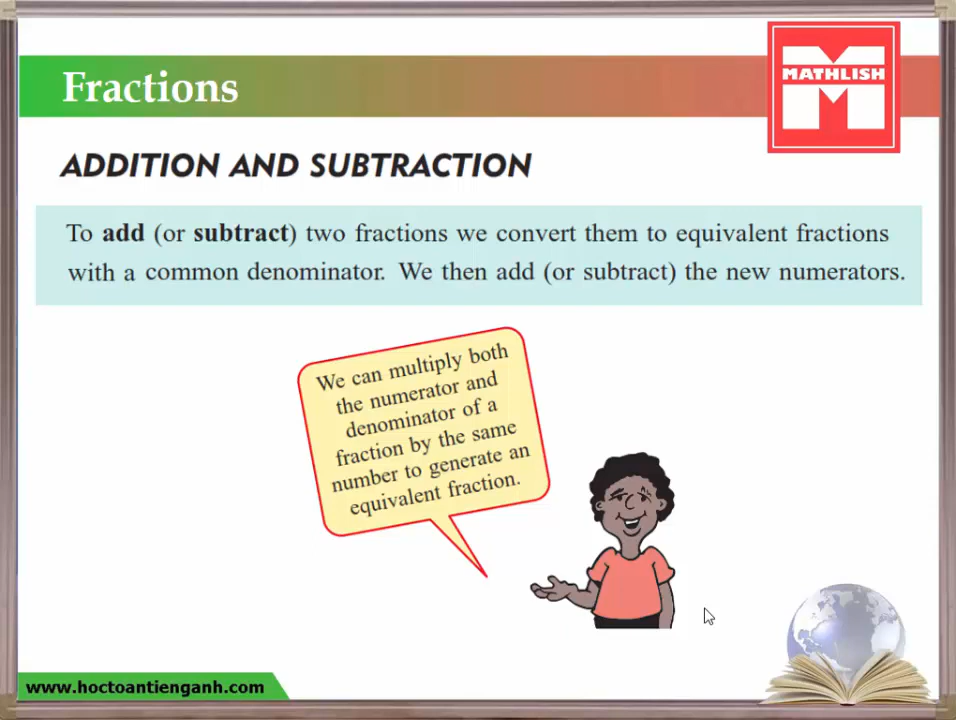 Fractions
MATHLISH
ADDITION AND SUBTRACTION
To add (or subtract) two fractions we convert them to equivalent fractions
with a common denominator. We then add (or subtract) the new numerators.
We can multiply both
the numerator and
denominator of a
fraction by the same
number to generate an
equivalent fraction.
www.hoctoantienganh.com